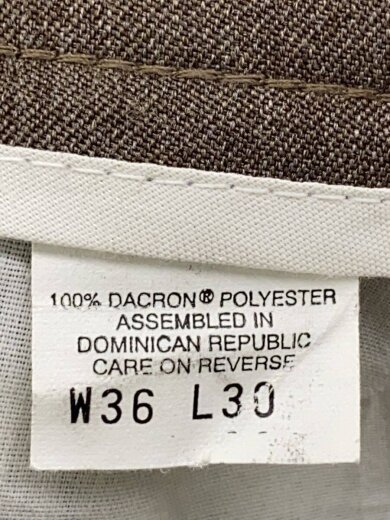 100% DACRON® POLYESTER
ASSEMBLED IN
DOMINICAN REPUBLIC
CARE ON REVERSE
W36 L30